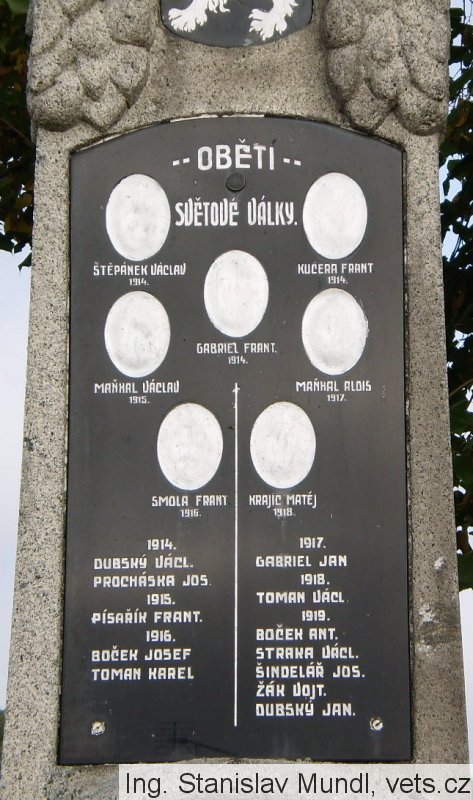 -- OBĚTI --
SVĚTOVÉ VÁLKY.
ŠTĚPÁNEK VÁCLAV
1914.
KUČERA FRANT
1914.
GABRIEL FRANT.
1914.
MAŇHAL VÁCLAV
1915.
MAŇHAL ALOIS
1917.
SMOLA FRANT
1916.
KRAJIC MATĚJ
1918.
1914.
DUBSKÝ VÁCL.
PROCHÁSKA JOS.
1915.
PÍSAŘÍK FRANT.
1916.
BOČEK JOSEF
TOMAN KAREL
1917.
GABRIEL JAN
1918.
TOMAN VÁCL.
1919.
BOČEK ANT.
STRAKA VÁCL.
ŠINDELÁŘ JOS.
ŽÁK VOJT.
DUBSKÝ JAN.
Ing. Stanislav Mundl, vets.cz